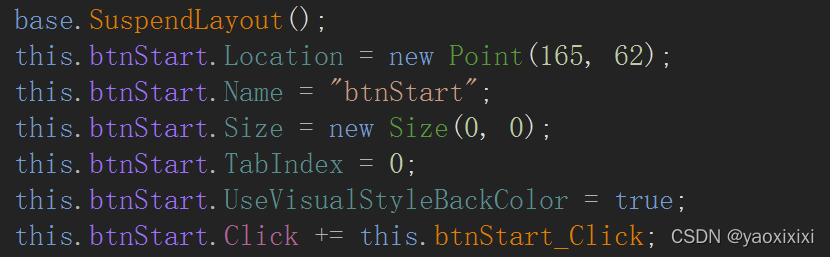 base.SuspendLayout();
this.btnStart.Location = new Point(165, 62);
this.btnStart.Name = "btnStart";
this.btnStart.Size = new Size(0, 0);
this.btnStart.TabIndex = 0;
this.btnStart.UseVisualStyleBackColor = true;
this.btnStart.Click += this.btnStart_Click; CSDN @yaoxixixi